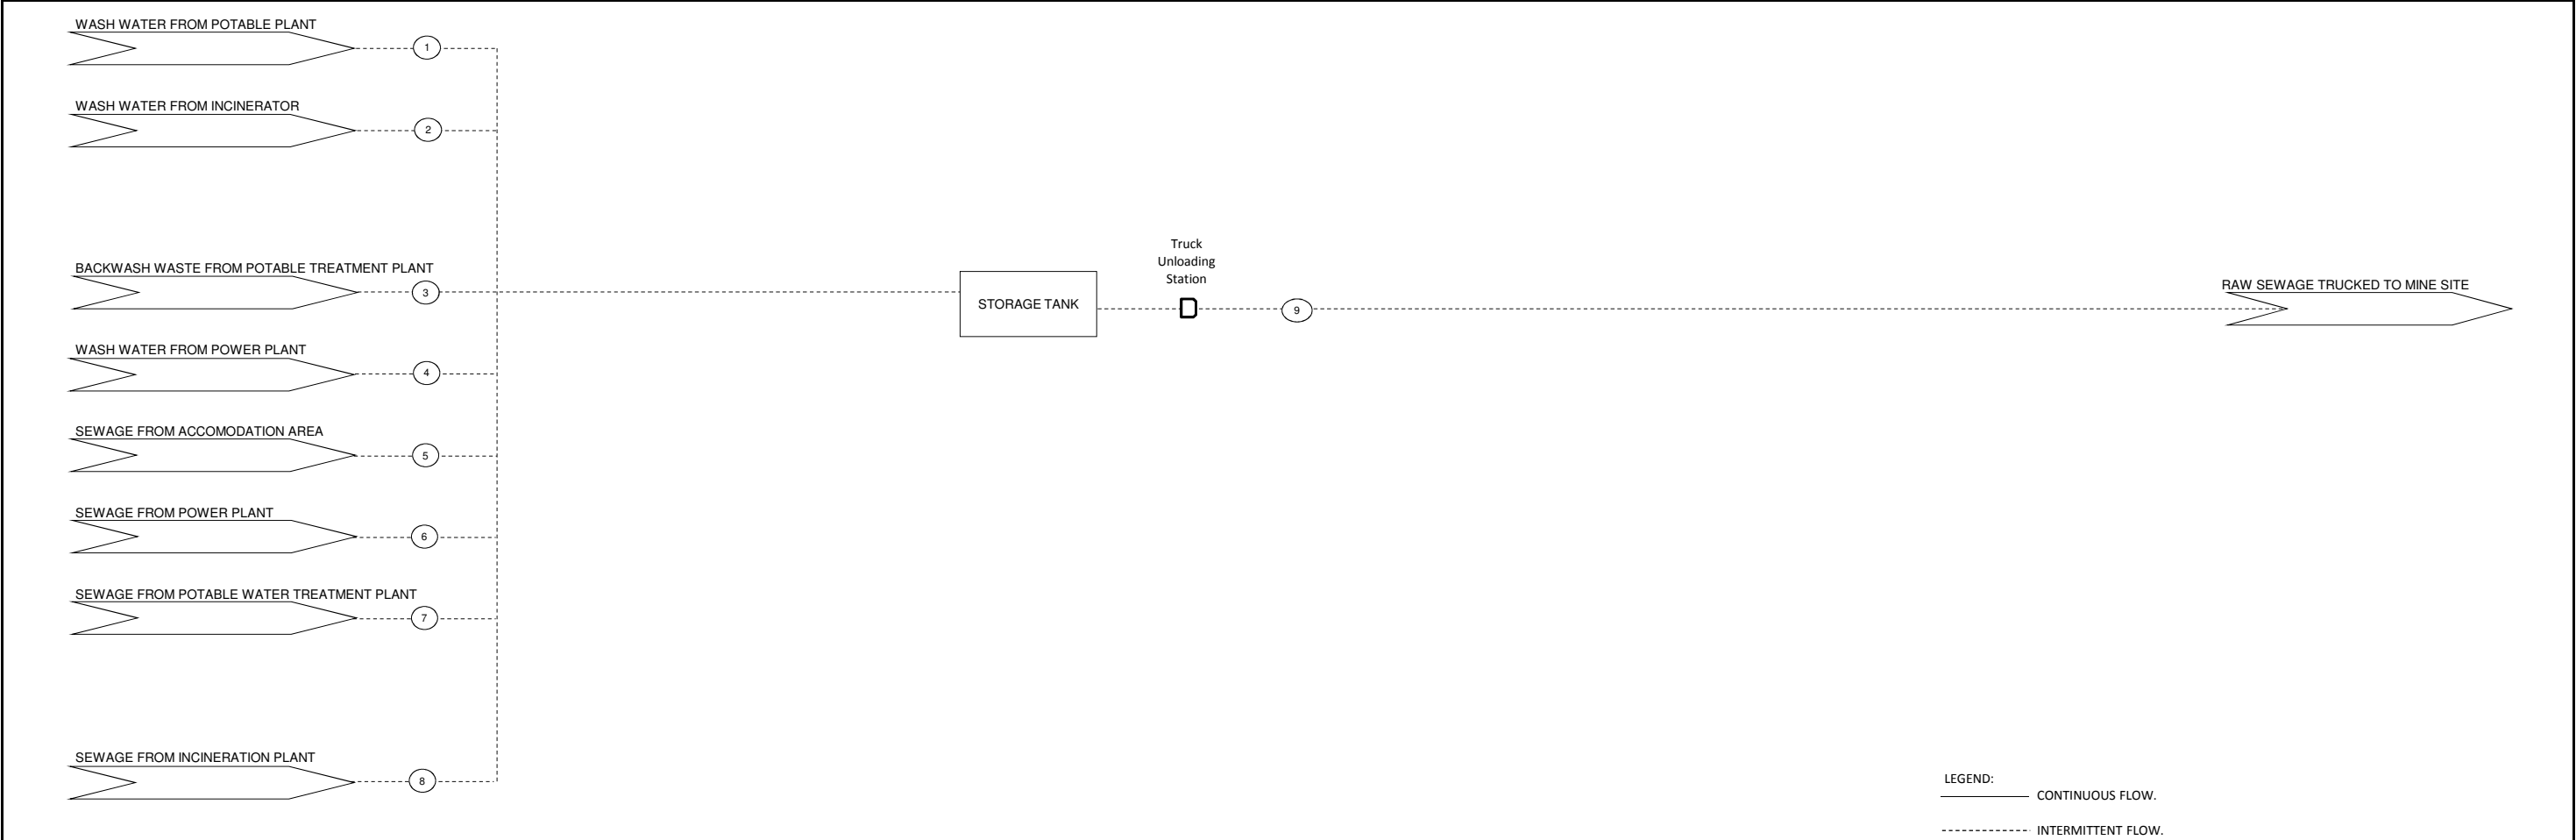 WASH WATER FROM POTABLE PLANT
1
WASH WATER FROM INCINERATOR
2
BACKWASH WASTE FROM POTABLE TREATMENT PLANT
3
WASH WATER FROM POWER PLANT
4
SEWAGE FROM ACCOMODATION AREA
5
SEWAGE FROM POWER PLANT
6
SEWAGE FROM POTABLE WATER TREATMENT PLANT
7
SEWAGE FROM INCINERATION PLANT
8
STORAGE TANK
Truck
Unloading
Station
9
RAW SEWAGE TRUCKED TO MINE SITE
LEGEND:
CONTINUOUS FLOW.
INTERMITTENT FLOW.